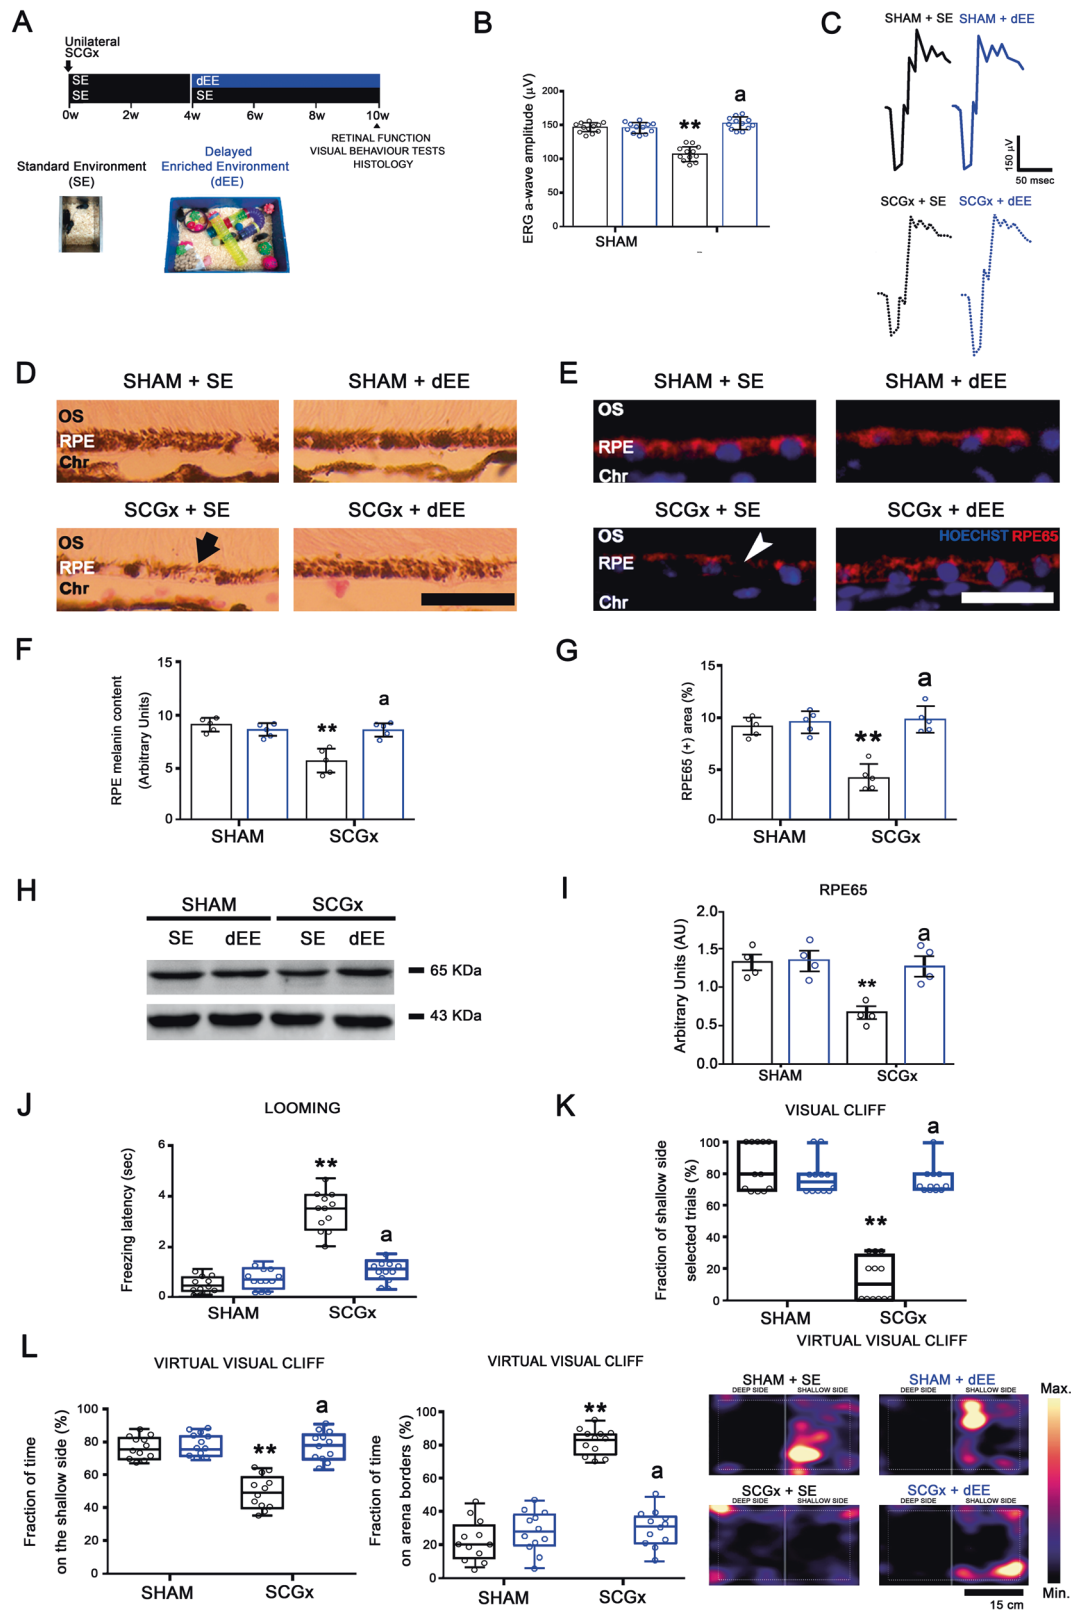 A
Unilateral
SCGx
SE
dEE
SE
SE
0w 2w 4w 6w 8w 10w
RETINAL FUNCTION
VISUAL BEHAVIOUR TESTS
HISTOLOGY
Standard Environment
(SE)
Delayed
Enriched Environment
(dEE)
B
ERG a-wave amplitude (µV)
200
150
100
50
0
**
a
SHAM
C
SHAM + SE
SHAM + dEE
150 µV
50 msec
SCGx + SE
SCGx + dEE
D
SHAM + SE
SHAM + dEE
OS
RPE
Chr
SCGx + SE
SCGx + dEE
OS
RPE
Chr
E
SHAM + SE
SHAM + dEE
OS
RPE
Chr
SCGx + SE
SCGx + dEE
OS
RPE
Chr
HOECHST RPE65
F
RPE melanin content
(Arbitrary Units)
15
10
5
0
**
a
SHAM
SCGx
G
RPE65 (+) area (%)
15
10
5
0
**
a
SHAM
SCGx
H
SHAM
SCGx
SE dEE SE dEE
65 KDa
43 KDa
I
RPE65
Arbitrary Units (AU)
2.0
1.5
1.0
0.5
0.0
**
a
SHAM
SCGx
J
LOOMING
Freezing latency (sec)
6
4
2
0
**
a
SHAM
SCGx
K
VISUAL CLIFF
Fraction of shallow side
selected trials (%)
100
80
60
40
20
0
**
a
SHAM
SCGx
L
VIRTUAL VISUAL CLIFF
Fraction of time
on the shallow side (%)
100
80
60
40
20
0
**
a
SHAM
SCGx
VIRTUAL VISUAL CLIFF
Fraction of time
on arena borders (%)
100
80
60
40
20
0
**
a
SHAM
SCGx
VIRTUAL VISUAL CLIFF
SHAM + SE
DEEP SIDE SHALLOW SIDE
SHAM + dEE
DEEP SIDE SHALLOW SIDE
SCGx + SE
DEEP SIDE SHALLOW SIDE
SCGx + dEE
DEEP SIDE SHALLOW SIDE
Max.
Min.
15 cm